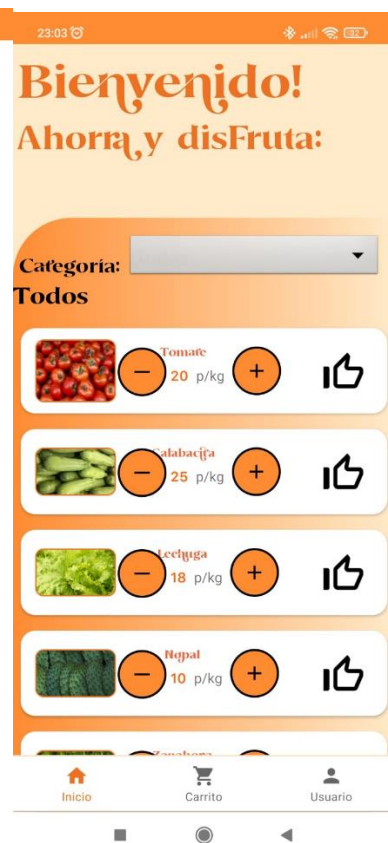 23:03
Bienvenido!
Ahorra,y disFruta:
Categoría:
Todos
Tomate
20 p/kg
Calabacita
25 p/kg
Lechuga
18 p/kg
Nopal
10 p/kg
Inicio
Carrito
Usuario